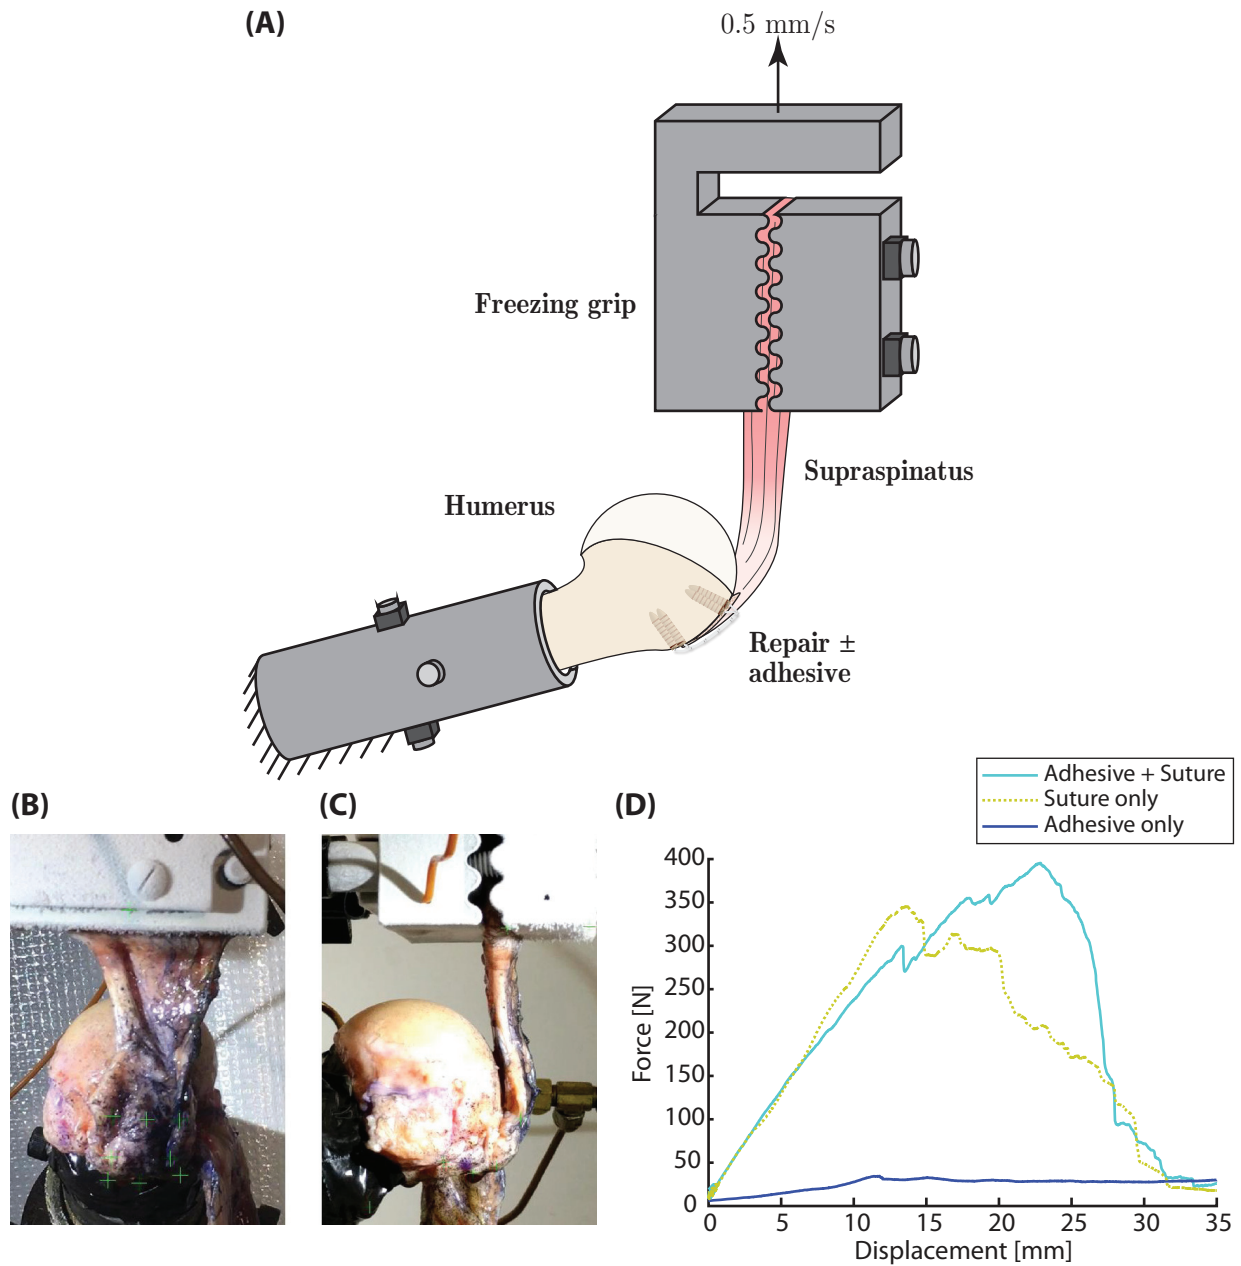 (A)
0.5 mm/s
Freezing grip
Supraspinatus
Humerus
Repair ±
adhesive
(B)
(C)
(D)
Adhesive + Suture
Suture only
Adhesive only
400
350
300
250
200
150
100
50
0
Force [N]
0 5 10 15 20 25 30 35
Displacement [mm]